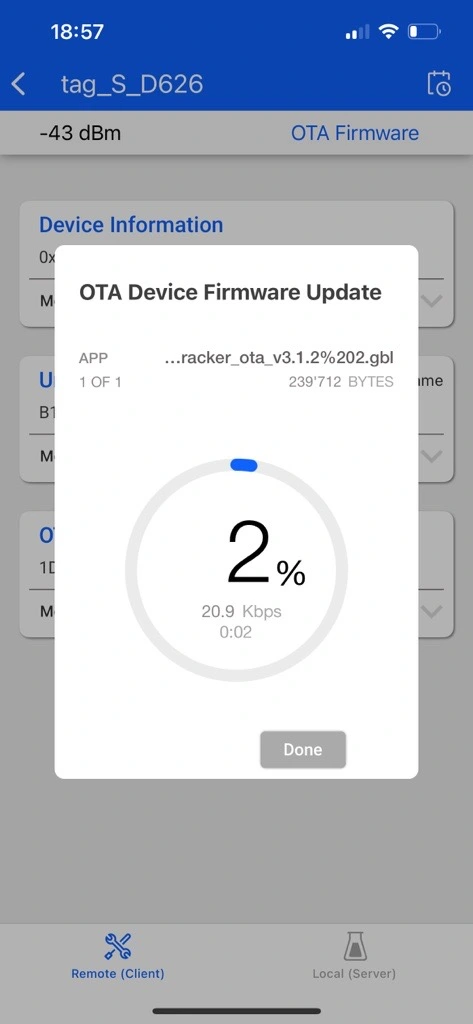 18:57
tag_S_D626
-43 dBm OTA Firmware
Device Information
0x
M
OTA Device Firmware Update
APP ...racker_ota_v3.1.2%202.gbl
1 OF 1 239'712 BYTES
U
ame
B1
M
2%
20.9 Kbps
0:02
O
1D
M
Done
Remote (Client) Local (Server)